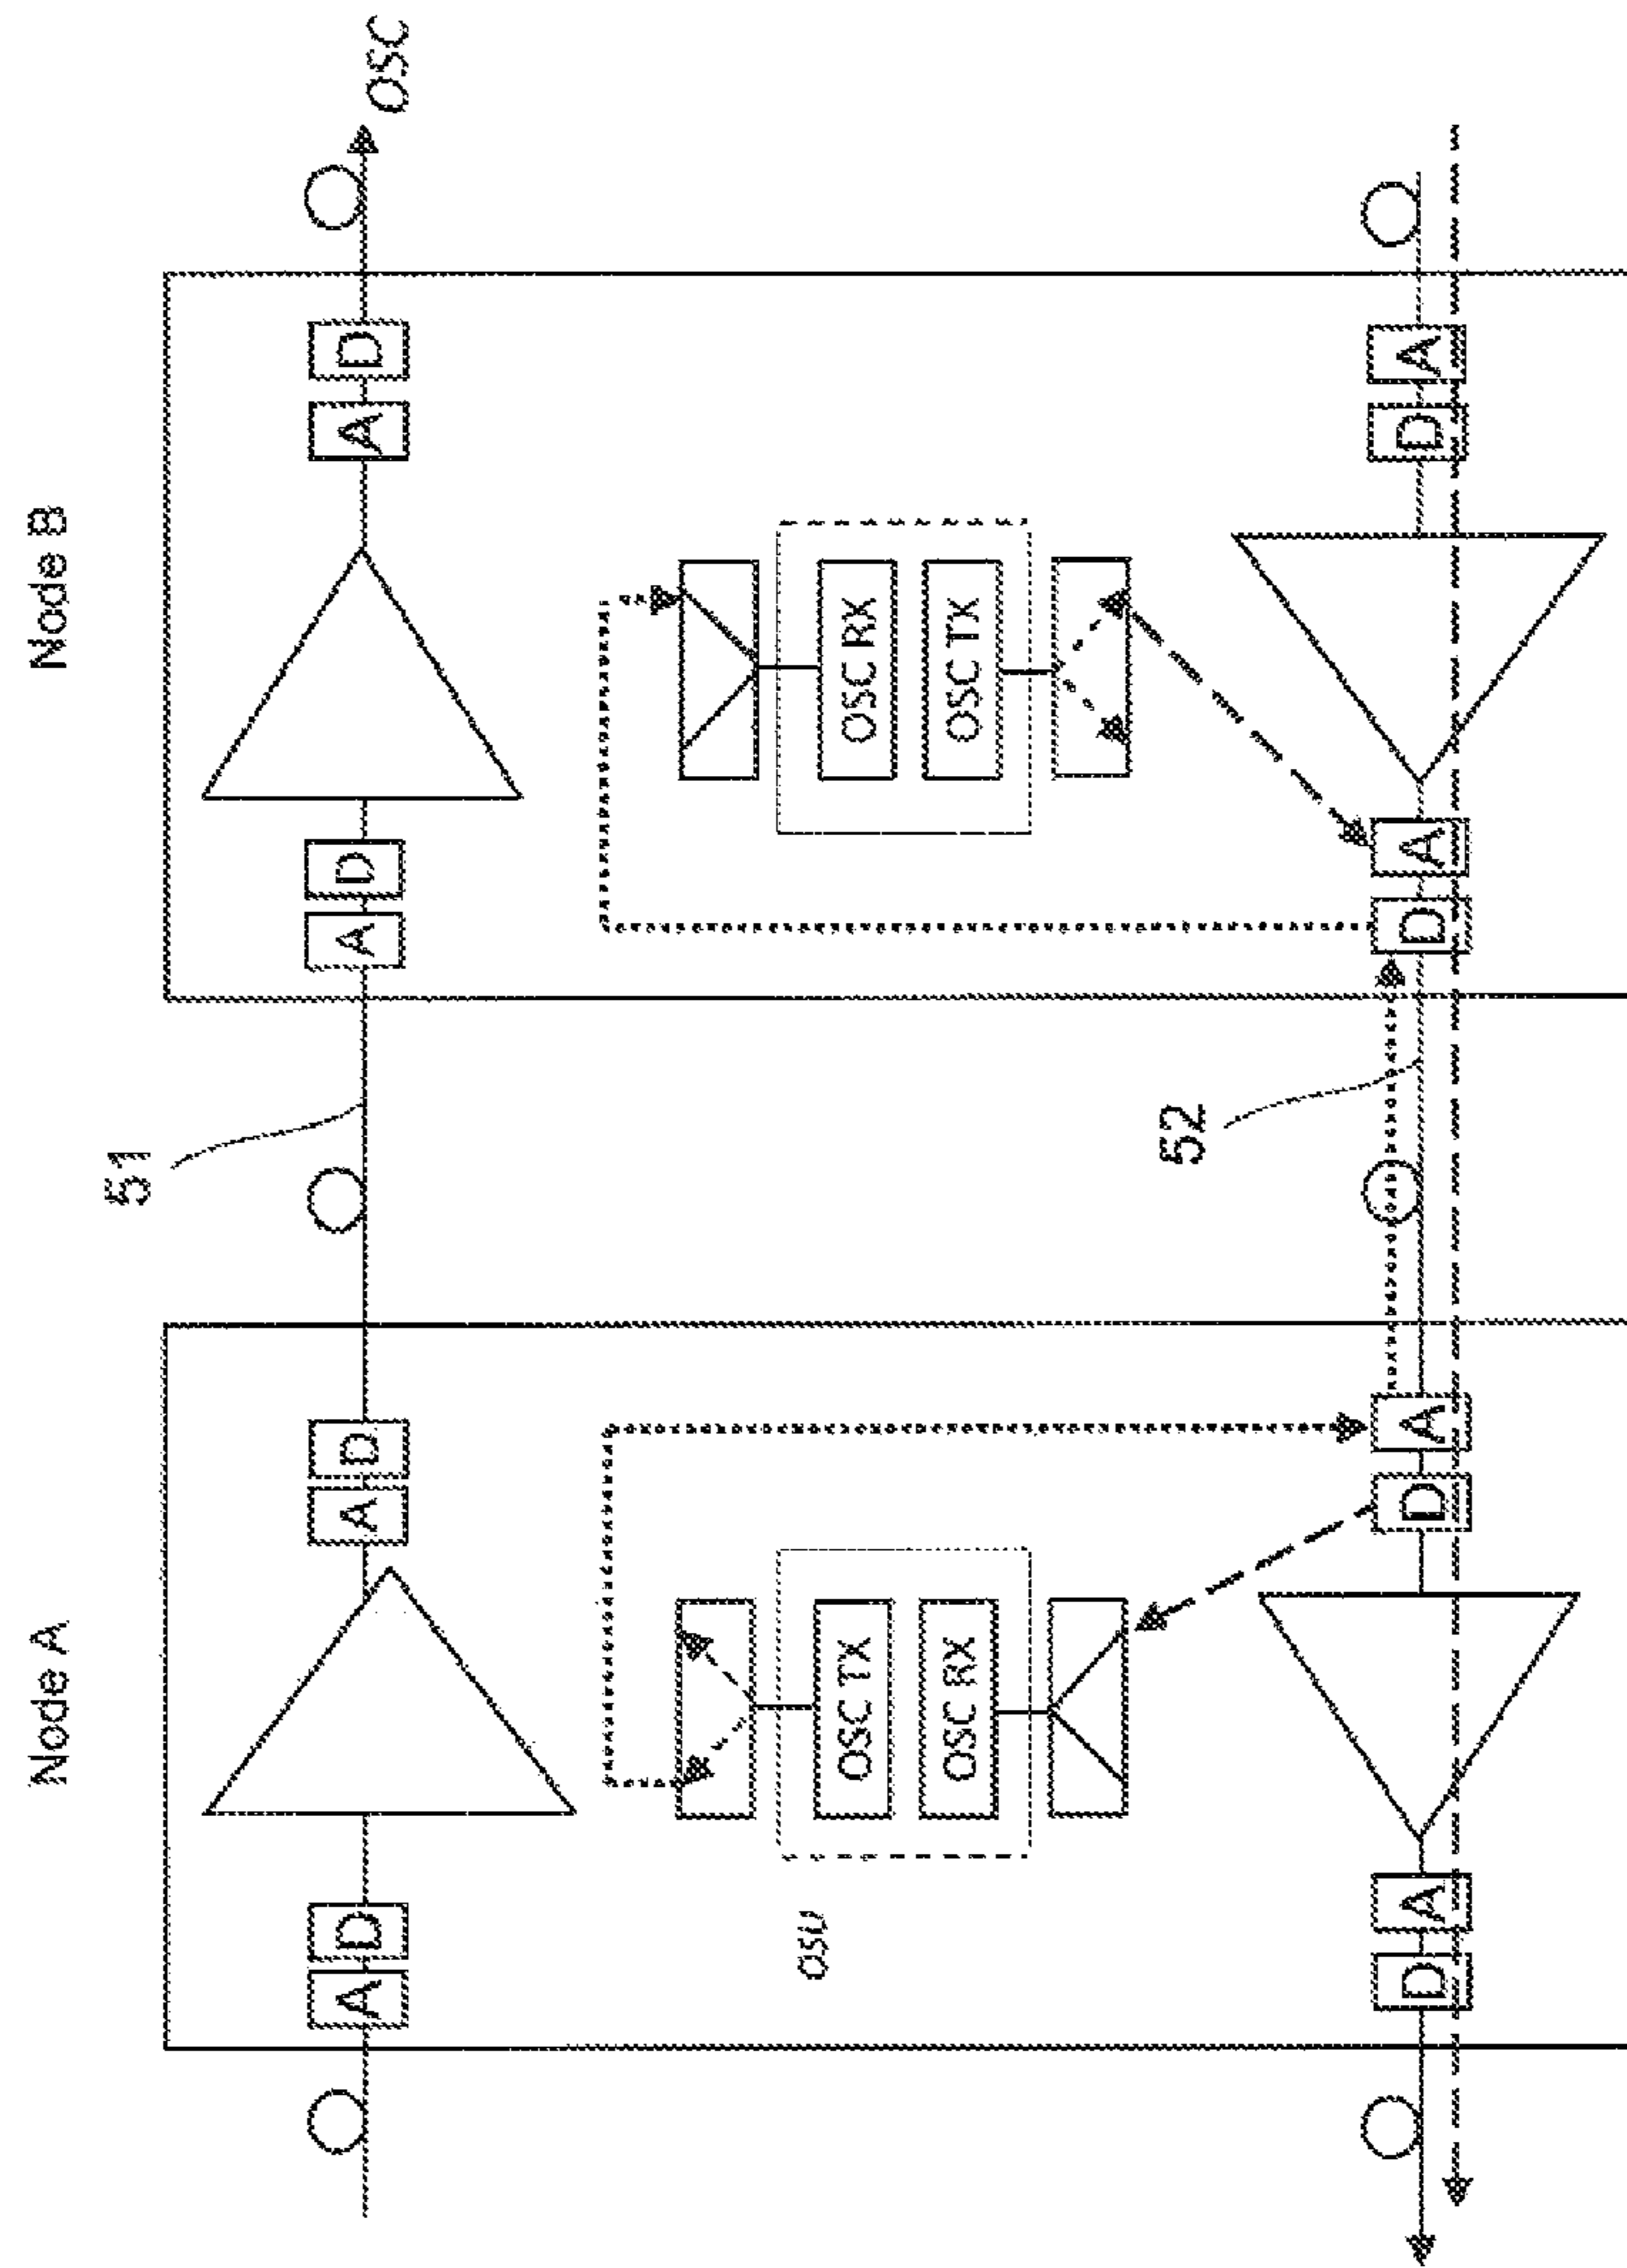 Node A
Node B
51
A D A D A D A D OSC
OSU
OSC TX
OSC RX
OSC RX
OSC TX
52
D A D A D A D A